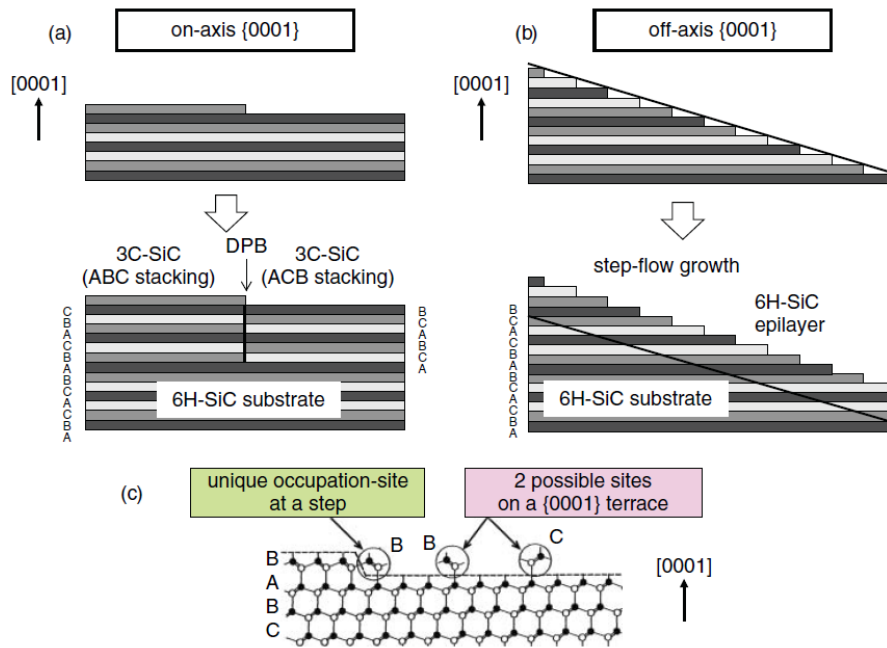 (a)
on-axis {0001}
[0001]
DPB
3C-SiC
(ABC stacking)
3C-SiC
(ACB stacking)
C
B
A
C
B
A
B
C
A
C
B
A
B
C
A
B
C
A
6H-SiC substrate
(b)
off-axis {0001}
[0001]
step-flow growth
6H-SiC
epilayer
B
C
A
C
B
A
B
C
A
C
B
A
6H-SiC substrate
(c)
unique occupation-site
at a step
2 possible sites
on a {0001} terrace
B
B
C
B
A
B
C
[0001]